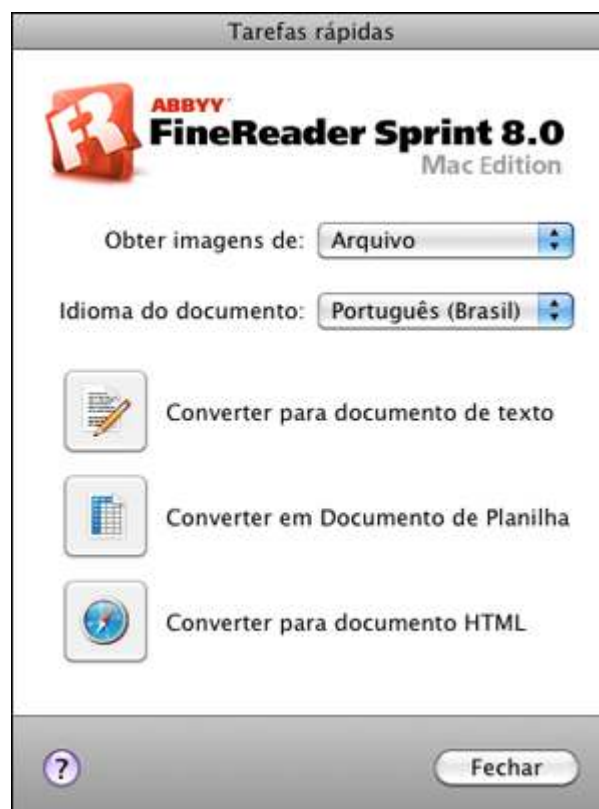 Tarefas rápidas
ABBYY
FineReader Sprint 8.0
Mac Edition
Obter imagens de: Arquivo
Idioma do documento: Português (Brasil)
Converter para documento de texto
Converter em Documento de Planilha
Converter para documento HTML
? Fechar